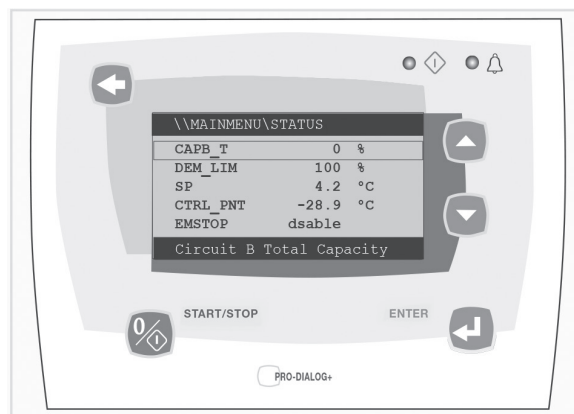 \\MAINMENU\STATUS
CAPB_T 0 %
DEM_LIM 100 %
SP 4.2 °C
CTRL_PNT -28.9 °C
EMSTOP dsable
Circuit B Total Capacity
START/STOP
ENTER
0
PRO-DIALOG+